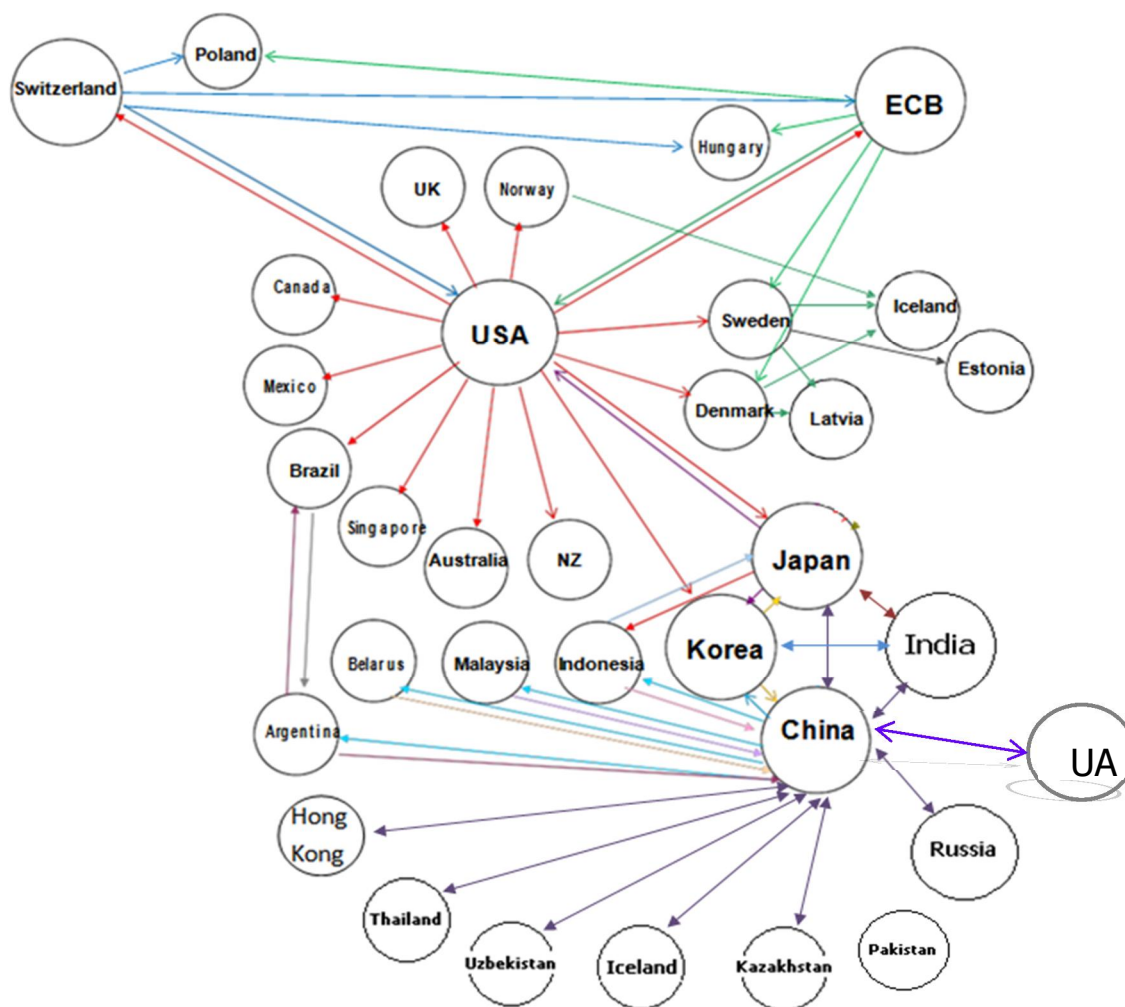 Poland
Switzerland
ECB
Hungary
UK
Norway
Canada
Iceland
USA
Sweden
Estonia
Mexico
Denmark
Latvia
Brazil
Singapore
Australia
NZ
Japan
Korea
India
Belarus
Malaysia
Indonesia
China
Argentina
UA
Hong
Kong
Russia
Thailand
Uzbekistan
Iceland
Kazakhstan
Pakistan